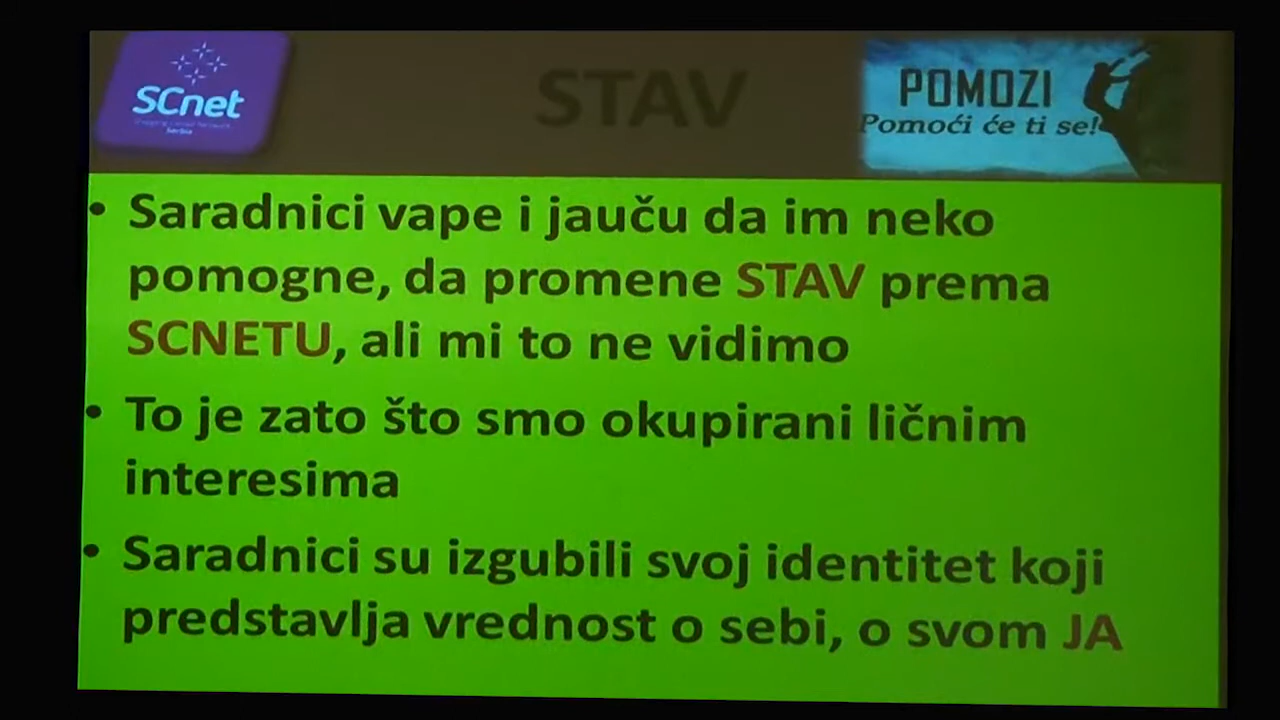 SCnet
Serbia
STAV
POMOZI
Pomoći će ti se!
• Saradnici vape i jauču da im neko
pomogne, da promene STAV prema
SCNETU, ali mi to ne vidimo
• To je zato što smo okupirani ličnim
interesima
• Saradnici su izgubili svoj identitet koji
predstavlja vrednost o sebi, o svom JA